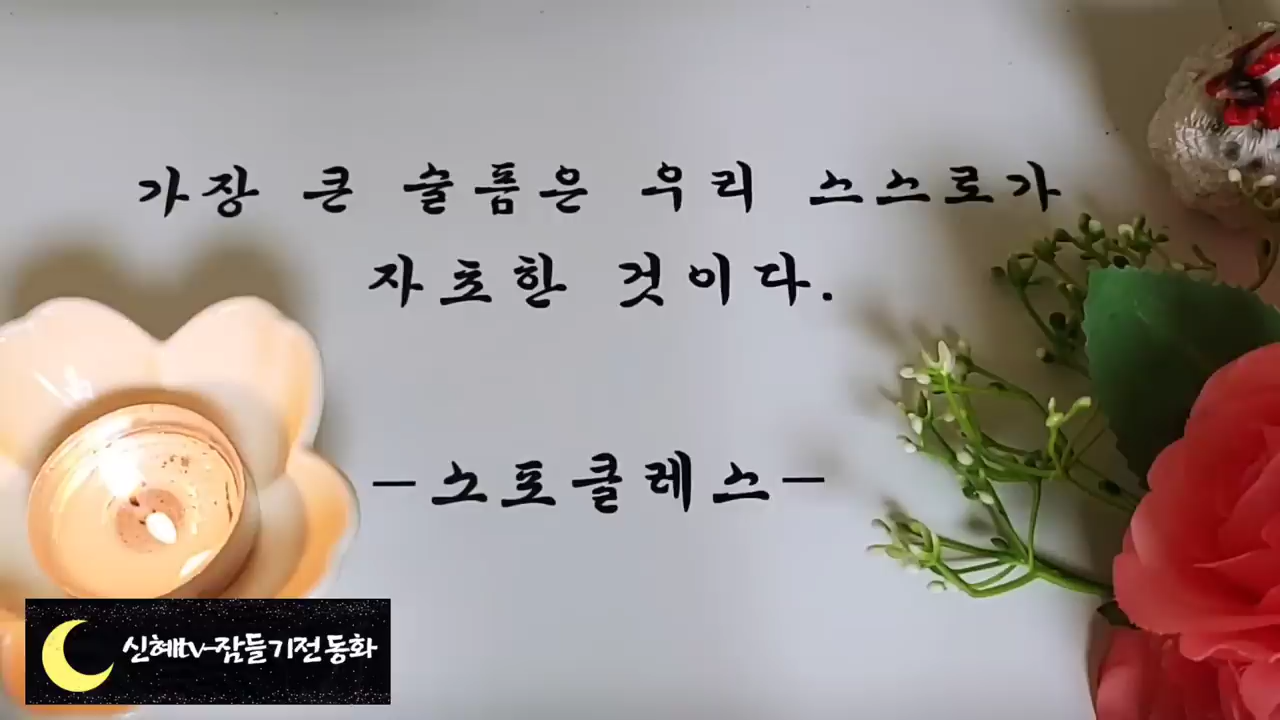 가장 큰 슬픔은 우리 스스로가
자초한 것이다.
-소포클레스-
신혜tv-잠들기전동화